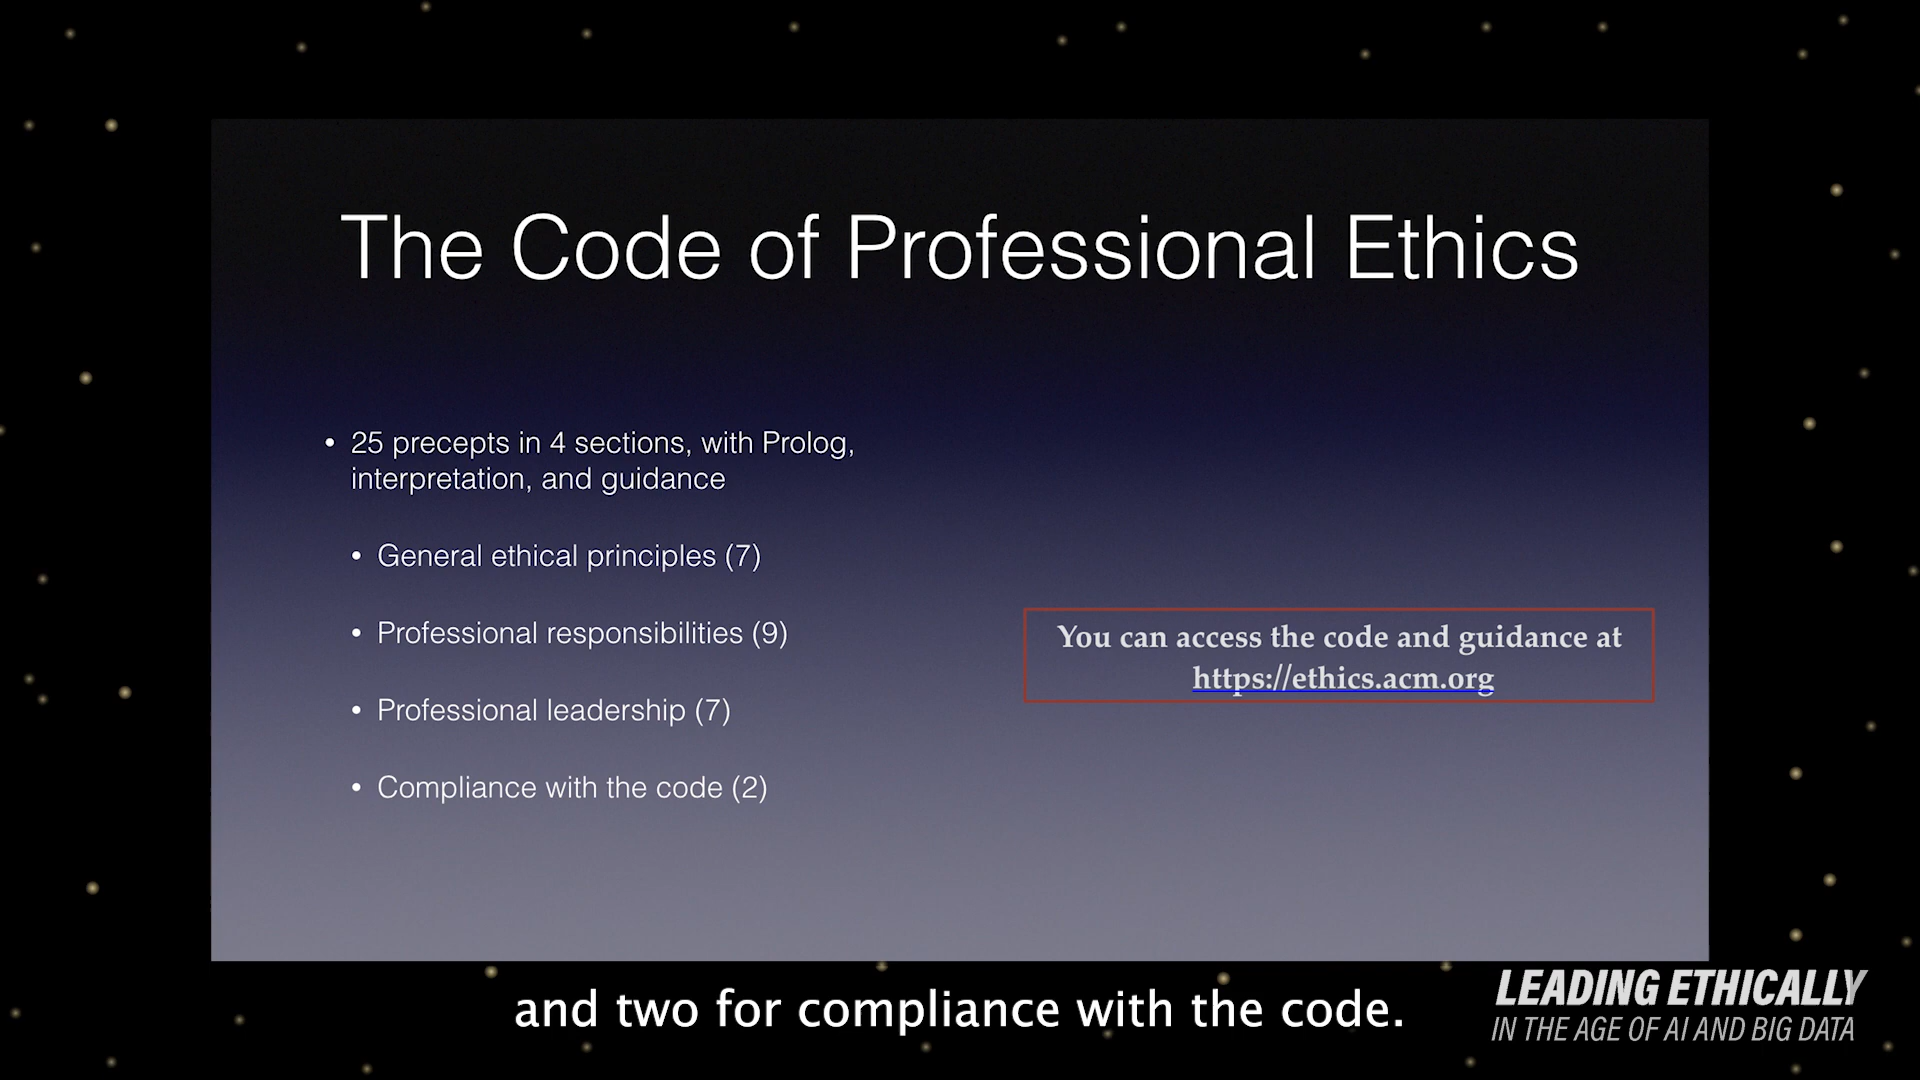 The Code of Professional Ethics
• 25 precepts in 4 sections, with Prolog,
interpretation, and guidance
• General ethical principles (7)
• Professional responsibilities (9)
• Professional leadership (7)
• Compliance with the code (2)
You can access the code and guidance at
https://ethics.acm.org
and two for compliance with the code.
LEADING ETHICALLY
IN THE AGE OF AI AND BIG DATA